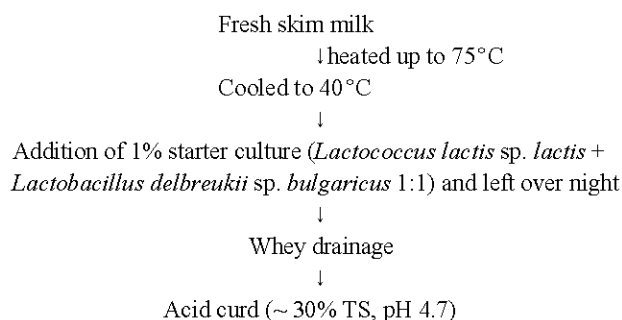 Fresh skim milk
↓heated up to 75°C
Cooled to 40°C
↓
Addition of 1% starter culture (Lactococcus lactis sp. lactis +
Lactobacillus delbreukii sp. bulgaricus 1:1) and left over night
↓
Whey drainage
↓
Acid curd (~ 30% TS, pH 4.7)